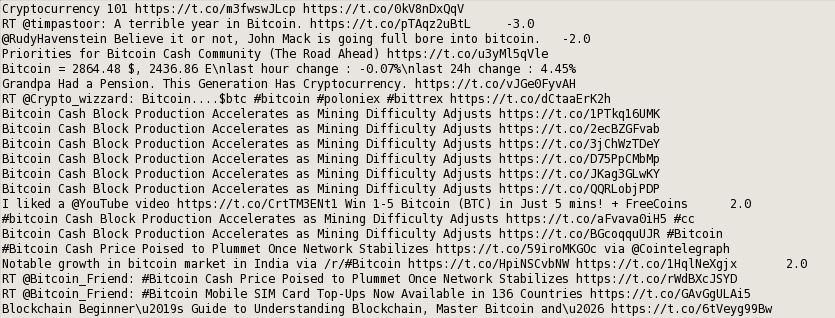 Cryptocurrency 101 https://t.co/m3fwswJLcp https://t.co/0kV8nDxQqV
RT @timpastoor: A terrible year in Bitcoin. https://t.co/pTAqz2uBtL -3.0
@RudyHavenstein Believe it or not, John Mack is going full bore into bitcoin. -2.0
Priorities for Bitcoin Cash Community (The Road Ahead) https://t.co/u3yMl5qVle
Bitcoin = 2864.48 $, 2436.86 E\nlast hour change : -0.07%\nlast 24h change : 4.45%
Grandpa Had a Pension. This Generation Has Cryptocurrency. https://t.co/vJGeOFyvAH
RT @Crypto_wizzard: Bitcoin....$btc #bitcoin #poloniex #bittrex https://t.co/dCtaaErK2h
Bitcoin Cash Block Production Accelerates as Mining Difficulty Adjusts https://t.co/1PTkq16UMK
Bitcoin Cash Block Production Accelerates as Mining Difficulty Adjusts https://t.co/2ecBZGFvab
Bitcoin Cash Block Production Accelerates as Mining Difficulty Adjusts https://t.co/3jChWzTDeY
Bitcoin Cash Block Production Accelerates as Mining Difficulty Adjusts https://t.co/D75PpCMbMp
Bitcoin Cash Block Production Accelerates as Mining Difficulty Adjusts https://t.co/JKag3GLwKY
Bitcoin Cash Block Production Accelerates as Mining Difficulty Adjusts https://t.co/QQRLobjPDP
I liked a @YouTube video https://t.co/CrtTM3ENt1 Win 1-5 Bitcoin (BTC) in Just 5 mins! + FreeCoins 2.0
#bitcoin Cash Block Production Accelerates as Mining Difficulty Adjusts https://t.co/aFvava0iH5 #cc
Bitcoin Cash Block Production Accelerates as Mining Difficulty Adjusts https://t.co/BGcoqquUJR #Bitcoin
#Bitcoin Cash Price Poised to Plummet Once Network Stabilizes https://t.co/59iroMKGOc via @Cointelegraph
Notable growth in bitcoin market in India via /r/#Bitcoin https://t.co/HpiNSCvbNW https://t.co/1HqlNeXgjx 2.0
RT @Bitcoin_Friend: #Bitcoin Cash Price Poised to Plummet Once Network Stabilizes https://t.co/rWdBXcJSYD
RT @Bitcoin_Friend: #Bitcoin Mobile SIM Card Top-Ups Now Available in 136 Countries https://t.co/GAvGgULAi5
Blockchain Beginner\u2019s Guide to Understanding Blockchain, Master Bitcoin and\u2026 https://t.co/6tVeyg99Bw